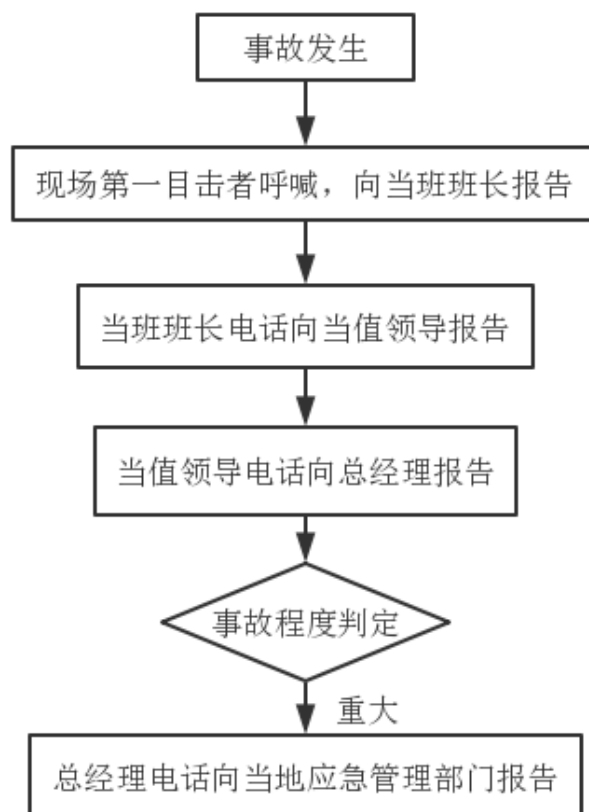 事故发生
现场第一目击者呼喊，向当班班长报告
当班班长电话向当值领导报告
当值领导电话向总经理报告
事故程度判定
重大
总经理电话向当地应急管理部门报告